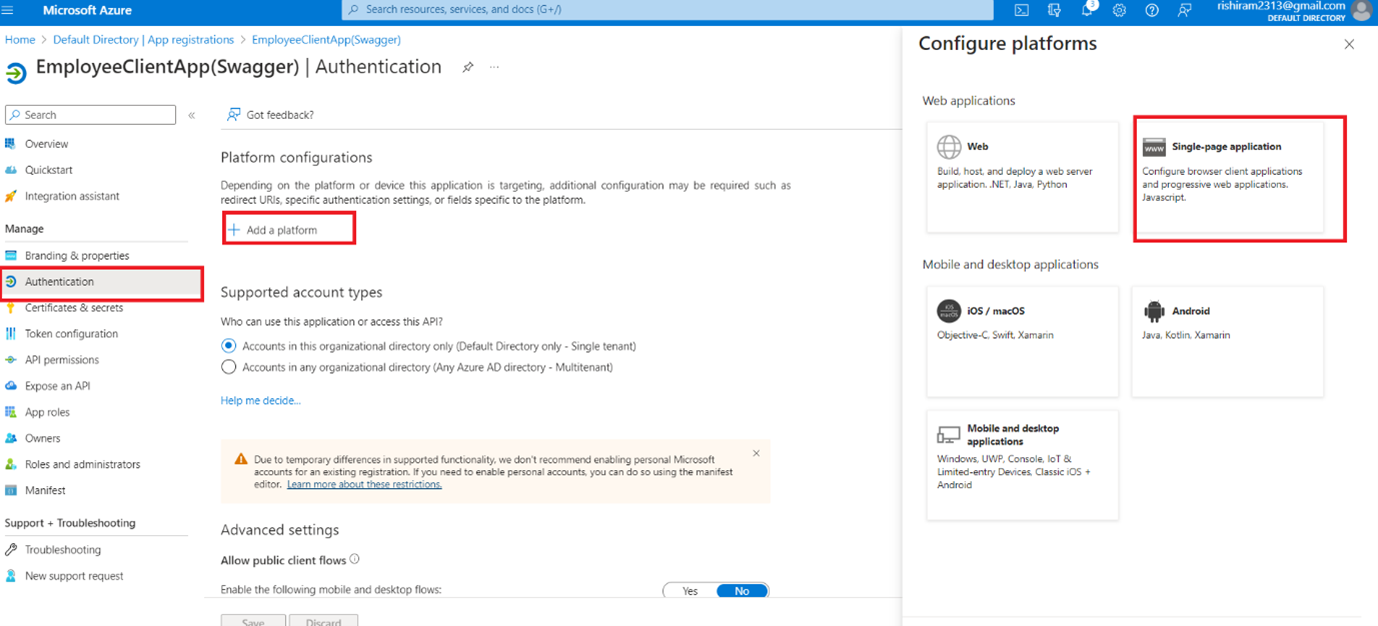 Microsoft Azure
Search resources, services, and docs (G+/)
3
rishiram2313@gmail.com
DEFAULT DIRECTORY
Home > Default Directory | App registrations > EmployeeClientApp(Swagger)
EmployeeClientApp(Swagger) | Authentication
...
Search
«
Overview
Quickstart
Integration assistant
Manage
Branding & properties
Authentication
Certificates & secrets
Token configuration
API permissions
Expose an API
App roles
Owners
Roles and administrators
Manifest
Support + Troubleshooting
Troubleshooting
New support request
Got feedback?
Platform configurations
Depending on the platform or device this application is targeting, additional configuration may be required such as
redirect URIs, specific authentication settings, or fields specific to the platform.
+ Add a platform
Supported account types
Who can use this application or access this API?
Accounts in this organizational directory only (Default Directory only - Single tenant)
Accounts in any organizational directory (Any Azure AD directory - Multitenant)
Help me decide...
Due to temporary differences in supported functionality, we don't recommend enabling personal Microsoft
accounts for an existing registration. If you need to enable personal accounts, you can do so using the manifest
editor. Learn more about these restrictions.
Advanced settings
Allow public client flows
Enable the following mobile and desktop flows:
Yes No
Save Discard
Configure platforms
Web applications
Web
Build, host, and deploy a web server
application. .NET, Java, Python
www
Single-page application
Configure browser client applications
and progressive web applications.
Javascript.
Mobile and desktop applications
iOS
macOS
iOS / macOS
Objective-C, Swift, Xamarin
Android
Java, Kotlin, Xamarin
Mobile and desktop
applications
Windows, UWP, Console, IoT &
Limited-entry Devices, Classic iOS +
Android